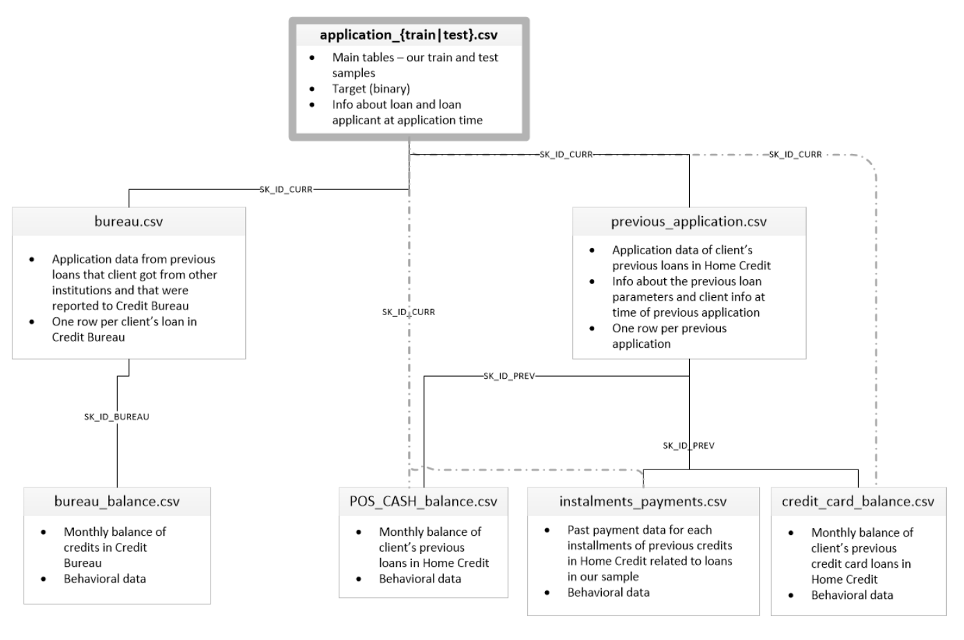 application_{train|test}.csv
• Main tables – our train and test
samples
• Target (binary)
• Info about loan and loan
applicant at application time
SK_ID_CURR
SK_ID_CURR
SK_ID_CURR
bureau.csv
• Application data from previous
loans that client got from other
institutions and that were
reported to Credit Bureau
• One row per client's loan in
Credit Bureau
previous_application.csv
• Application data of client's
previous loans in Home Credit
• Info about the previous loan
parameters and client info at
time of previous application
• One row per previous
application
SK_ID_CURR
SK_ID_PREV
SK_ID_BUREAU
SK_ID_PREV
bureau_balance.csv
• Monthly balance of
credits in Credit
Bureau
• Behavioral data
POS_CASH_balance.csv
• Monthly balance of
client's previous
loans in Home Credit
• Behavioral data
instalments_payments.csv
• Past payment data for each
installments of previous credits
in Home Credit related to loans
in our sample
• Behavioral data
credit_card_balance.csv
• Monthly balance of
client's previous
credit card loans in
Home Credit
• Behavioral data